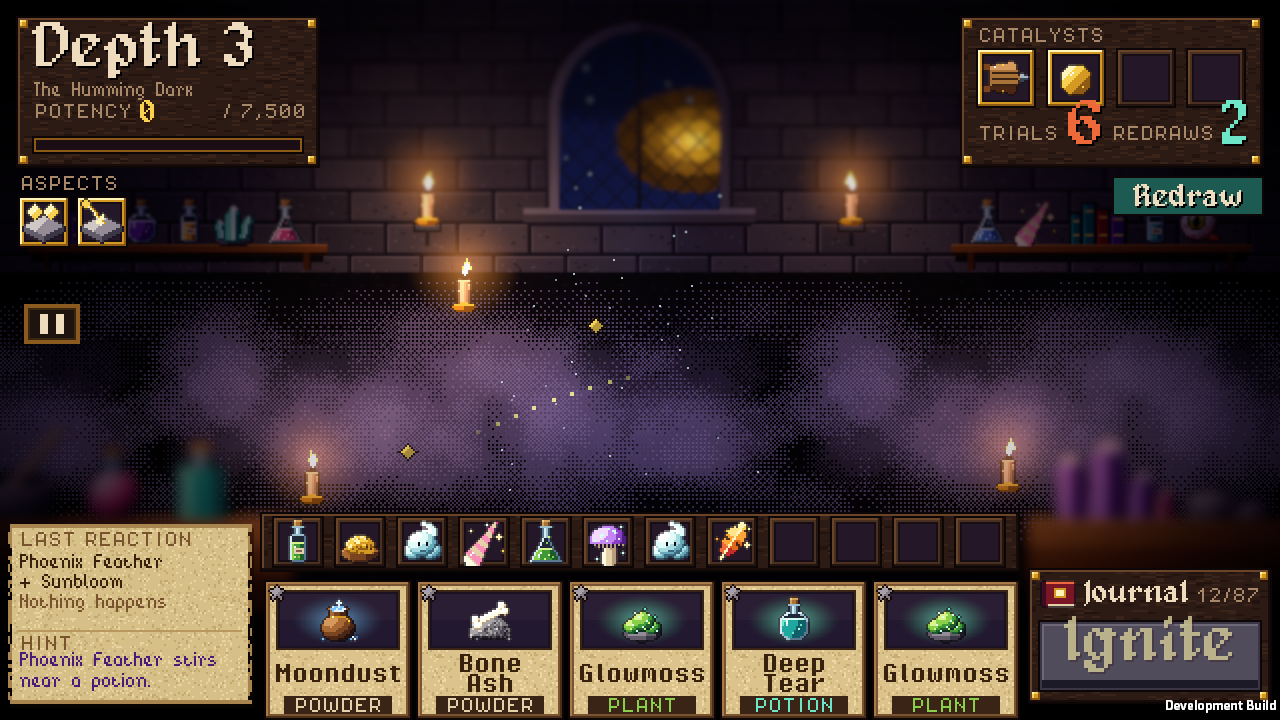 Depth 3
The Humming Dark
POTENCY 0 / 7,500
ASPECTS
CATALYSTS
TRIALS 6 REDRAWS 2
Redraw
LAST REACTION
Phoenix Feather
+ Sunbloom
Nothing happens
HINT
Phoenix Feather stirs
near a potion.
Moondust
POWDER
Bone
Ash
POWDER
Glowmoss
PLANT
Deep
Tear
POTION
Glowmoss
PLANT
Journal 12/87
Ignite
Development Build